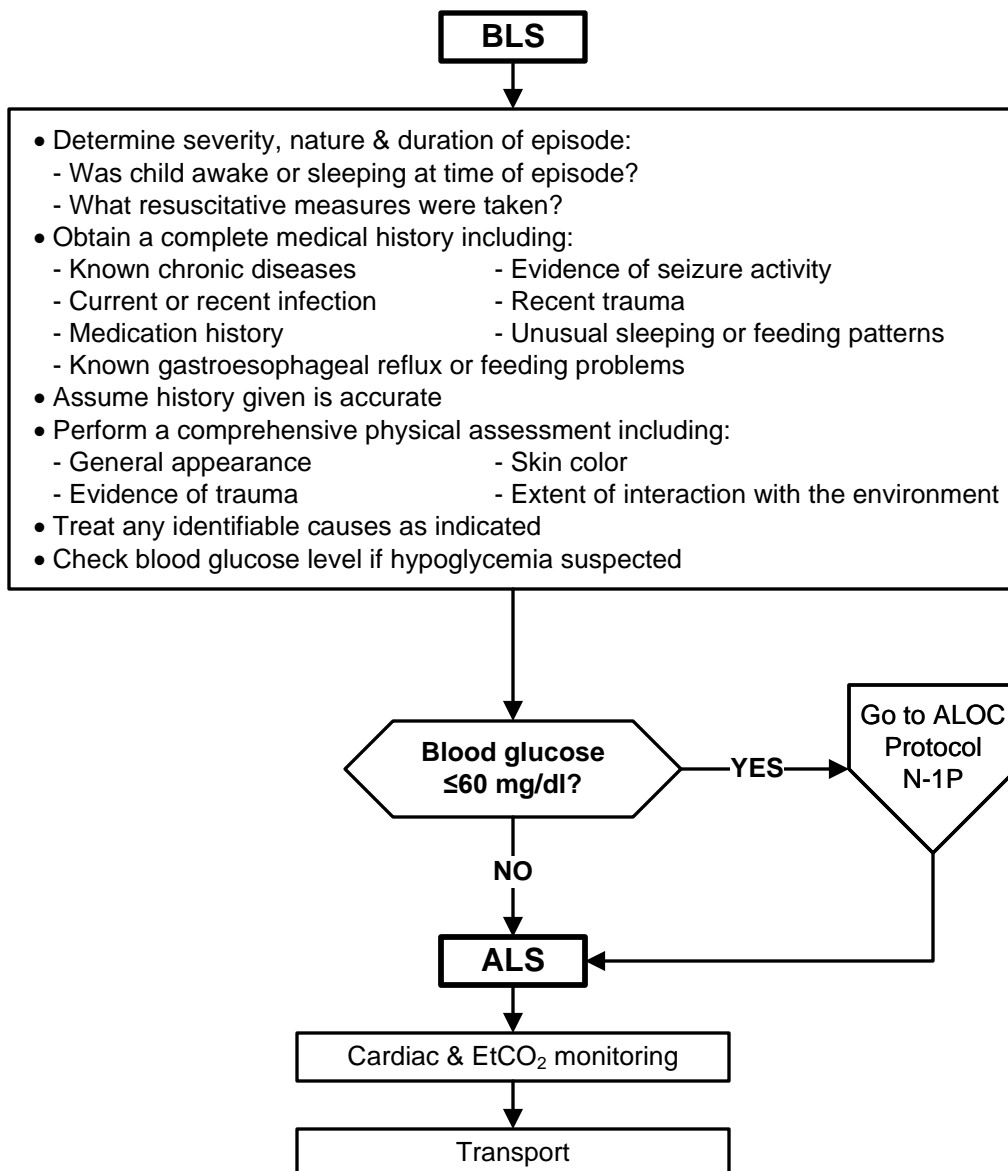 BLS
• Determine severity, nature & duration of episode:
- Was child awake or sleeping at time of episode?
- What resuscitative measures were taken?
• Obtain a complete medical history including:
- Known chronic diseases - Evidence of seizure activity
- Current or recent infection - Recent trauma
- Medication history - Unusual sleeping or feeding patterns
- Known gastroesophageal reflux or feeding problems
• Assume history given is accurate
• Perform a comprehensive physical assessment including:
- General appearance - Skin color
- Evidence of trauma - Extent of interaction with the environment
• Treat any identifiable causes as indicated
• Check blood glucose level if hypoglycemia suspected
Blood glucose
≤60 mg/dl?
YES
Go to ALOC
Protocol
N-1P
NO
ALS
Cardiac & EtCO₂ monitoring
Transport